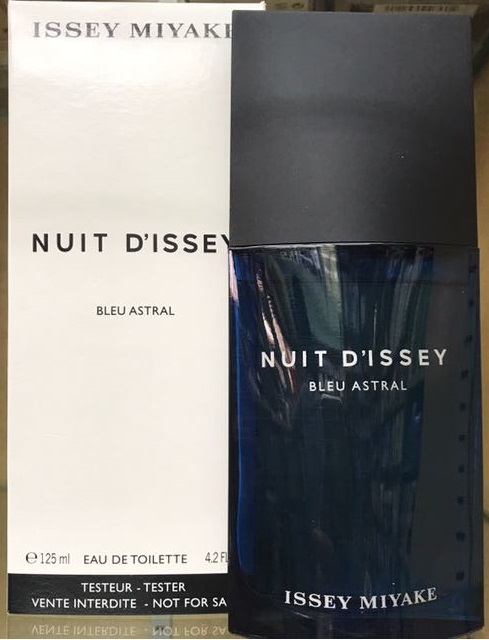 ISSEY MIYAKE
NUIT D'ISSEY
BLEU ASTRAL
℮125 ml EAU DE TOILETTE 4.2 FL
TESTEUR - TESTER
VENTE INTERDITE - NOT FOR SA
NUIT D'ISSEY
BLEU ASTRAL
ISSEY MIYAKE